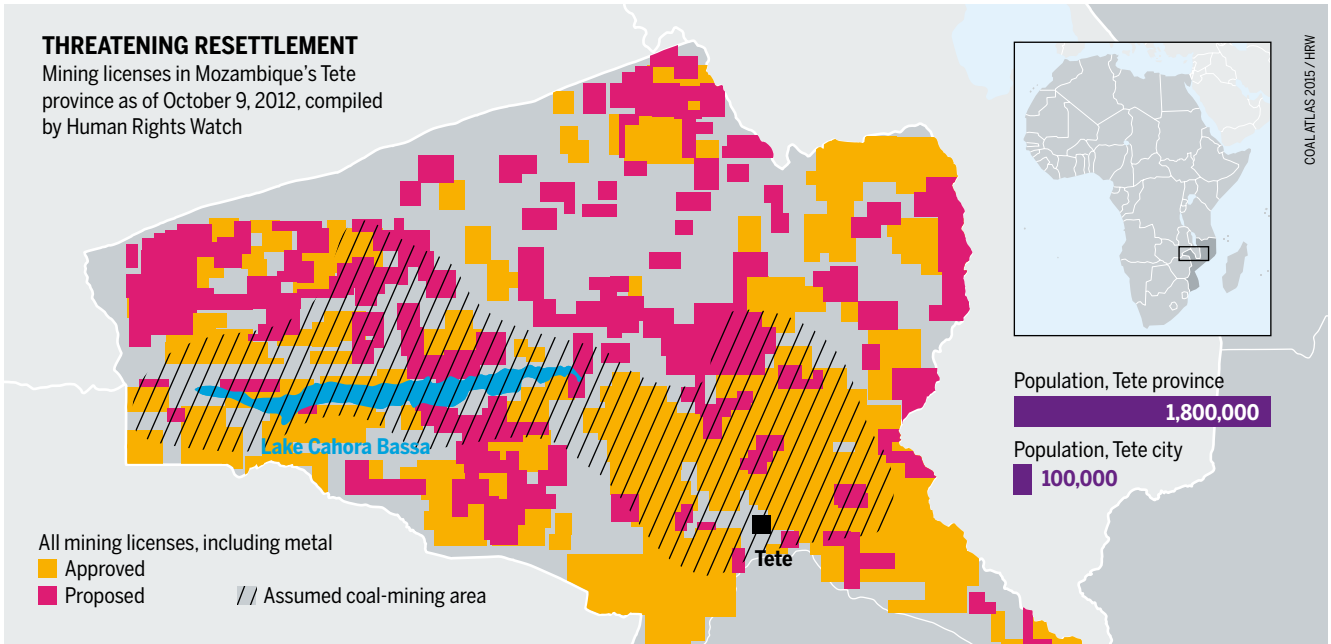 THREATENING RESETTLEMENT
Mining licenses in Mozambique's Tete
province as of October 9, 2012, compiled
by Human Rights Watch
COALATLAS 2015 / HRW
Lake Cahora Bassa
Tete
All mining licenses, including metal
Approved
Proposed
Assumed coal-mining area
Population, Tete province
1,800,000
Population, Tete city
100,000